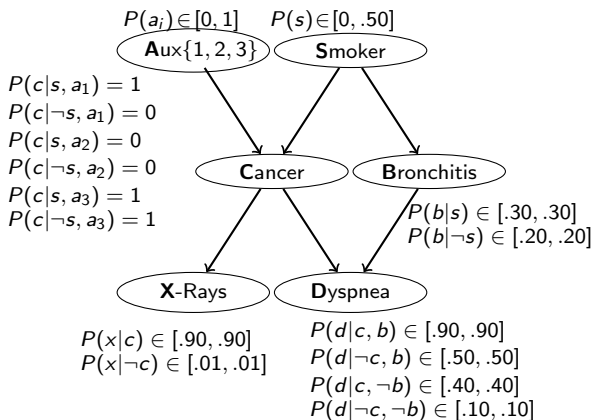 P(a_i)∈[0, 1]
P(s)∈[0, .50]
Aux{1, 2, 3}
Smoker
P(c|s, a_1) = 1
P(c|¬s, a_1) = 0
P(c|s, a_2) = 0
P(c|¬s, a_2) = 0
P(c|s, a_3) = 1
P(c|¬s, a_3) = 1
Cancer
Bronchitis
P(b|s) ∈ [.30, .30]
P(b|¬s) ∈ [.20, .20]
X-Rays
Dyspnea
P(x|c) ∈ [.90, .90]
P(x|¬c) ∈ [.01, .01]
P(d|c, b) ∈ [.90, .90]
P(d|¬c, b) ∈ [.50, .50]
P(d|c, ¬b) ∈ [.40, .40]
P(d|¬c, ¬b) ∈ [.10, .10]